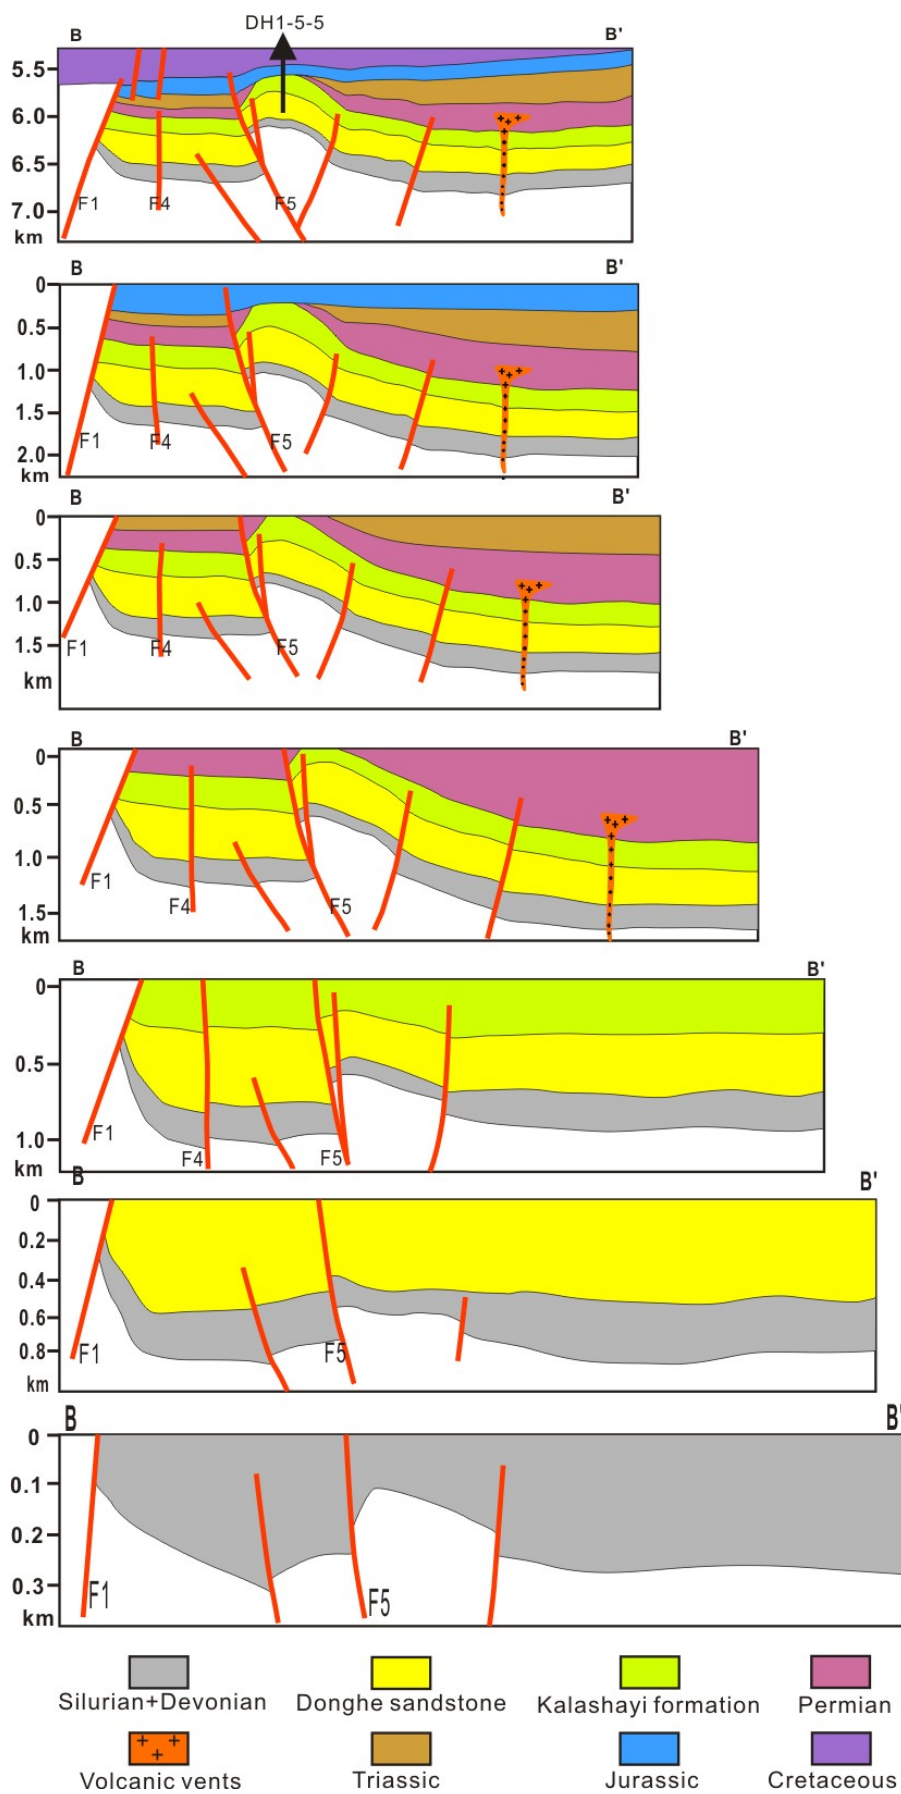 DH1-5-5
B B'
5.5
6.0
6.5
7.0
km
F1 F4 F5
B B'
0
0.5
1.0
1.5
2.0
km
F1 F4 F5
B B'
0
0.5
1.0
1.5
km
F1 F4 F5
B B'
0
0.5
1.0
1.5
km
F1 F4 F5
B B'
0
0.5
1.0
km
F1 F4 F5
B B'
0
0.2
0.4
0.6
0.8
km
F1 F5
B B'
0
0.1
0.2
0.3
km
F1 F5
Silurian+Devonian Donghe sandstone Kalashayi formation Permian
Volcanic vents Triassic Jurassic Cretaceous